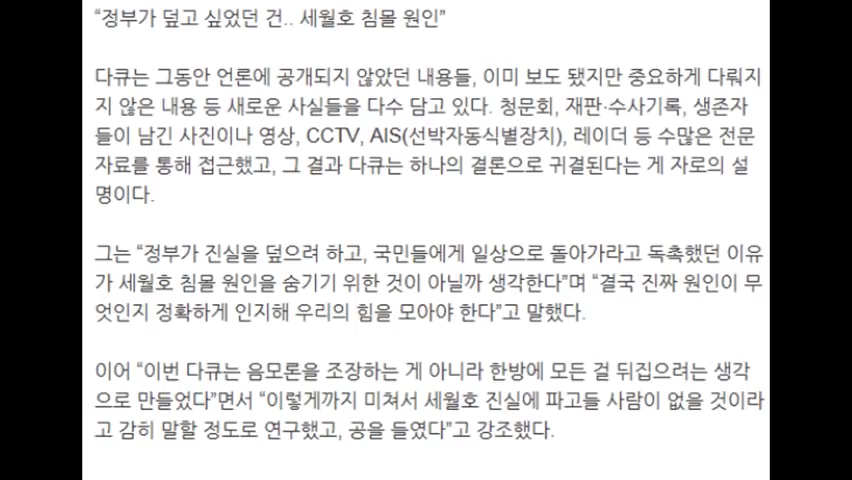 “정부가 덮고 싶었던 건.. 세월호 침몰 원인”
다큐는 그동안 언론에 공개되지 않았던 내용들, 이미 보도 됐지만 중요하게 다뤄지
지 않은 내용 등 새로운 사실들을 다수 담고 있다. 청문회, 재판·수사기록, 생존자
들이 남긴 사진이나 영상, CCTV, AIS(선박자동식별장치), 레이더 등 수많은 전문
자료를 통해 접근했고, 그 결과 다큐는 하나의 결론으로 귀결된다는 게 자로의 설
명이다.
그는 “정부가 진실을 덮으려 하고, 국민들에게 일상으로 돌아가라고 독촉했던 이유
가 세월호 침몰 원인을 숨기기 위한 것이 아닐까 생각한다”며 “결국 진짜 원인이 무
엇인지 정확하게 인지해 우리의 힘을 모아야 한다”고 말했다.
이어 “이번 다큐는 음모론을 조장하는 게 아니라 한방에 모든 걸 뒤집으려는 생각
으로 만들었다”면서 “이렇게까지 미쳐서 세월호 진실에 파고들 사람이 없을 것이라
고 감히 말할 정도로 연구했고, 공을 들였다”고 강조했다.